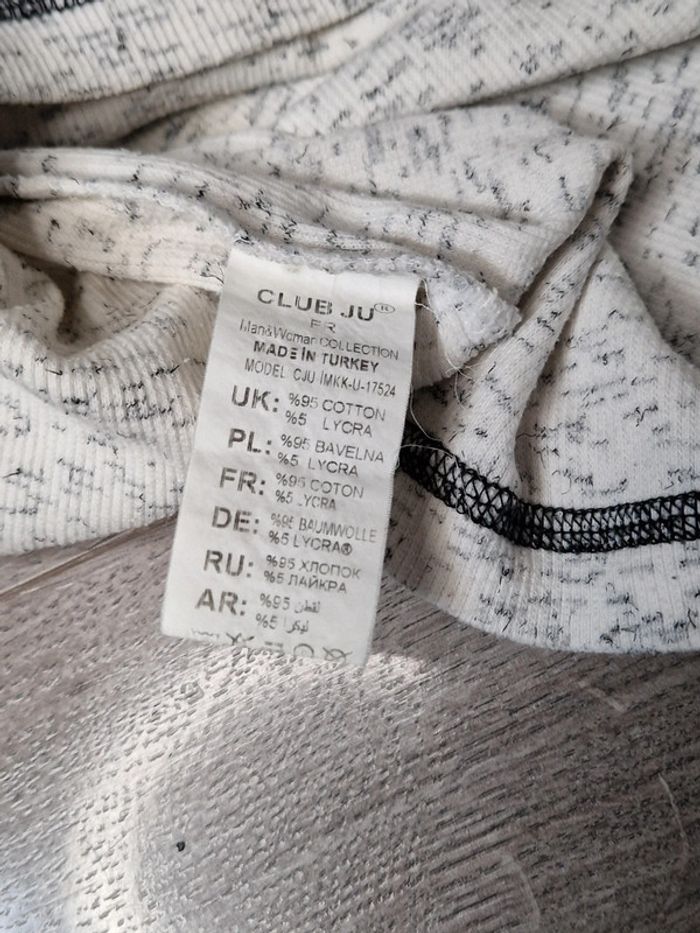 CLUB JU®
FR
Man&Woman COLLECTION
MADE İN TURKEY
MODEL CJU İMKK-U-17524
UK: %95 COTTON
%5 LYCRA
PL: %95 BAVELNA
%5 LYCRA
FR: %95 COTON
%5 LYCRA
DE: %95 BAUMWOLLE
%5 LYCRA®
RU: %95 ХЛОПОК
%5 ЛАЙКРА
AR: %95 لقطن
%5 ليكرا